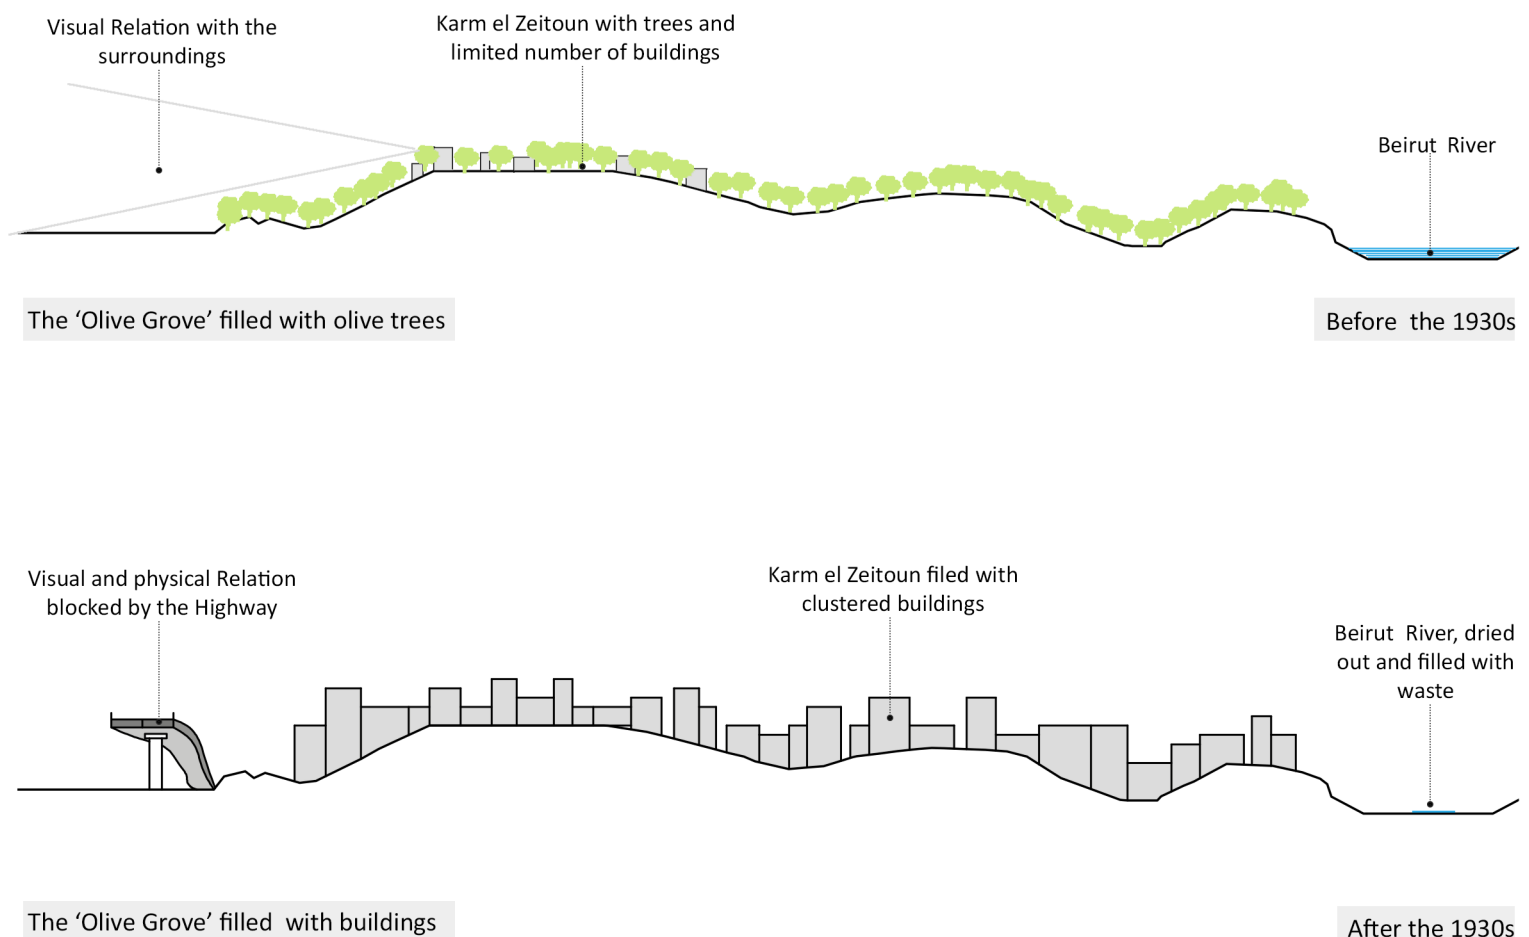 Visual Relation with the
surroundings
Karm el Zeitoun with trees and
limited number of buildings
Beirut River
The ‘Olive Grove’ filled with olive trees
Before the 1930s
Visual and physical Relation
blocked by the Highway
Karm el Zeitoun filed with
clustered buildings
Beirut River, dried
out and filled with
waste
The ‘Olive Grove’ filled with buildings
After the 1930s